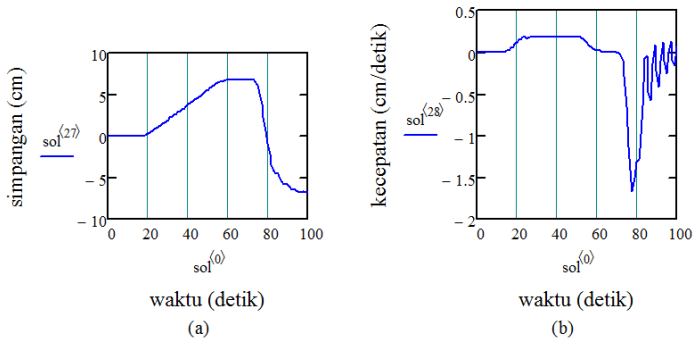 simpangan (cm)
sol⟨27⟩
10
5
0
− 5
− 10
0 20 40 60 80 100
sol⟨0⟩
waktu (detik)
(a)
kecepatan (cm/detik)
sol⟨28⟩
0.5
0
− 0.5
− 1
− 1.5
− 2
0 20 40 60 80 100
sol⟨0⟩
waktu (detik)
(b)